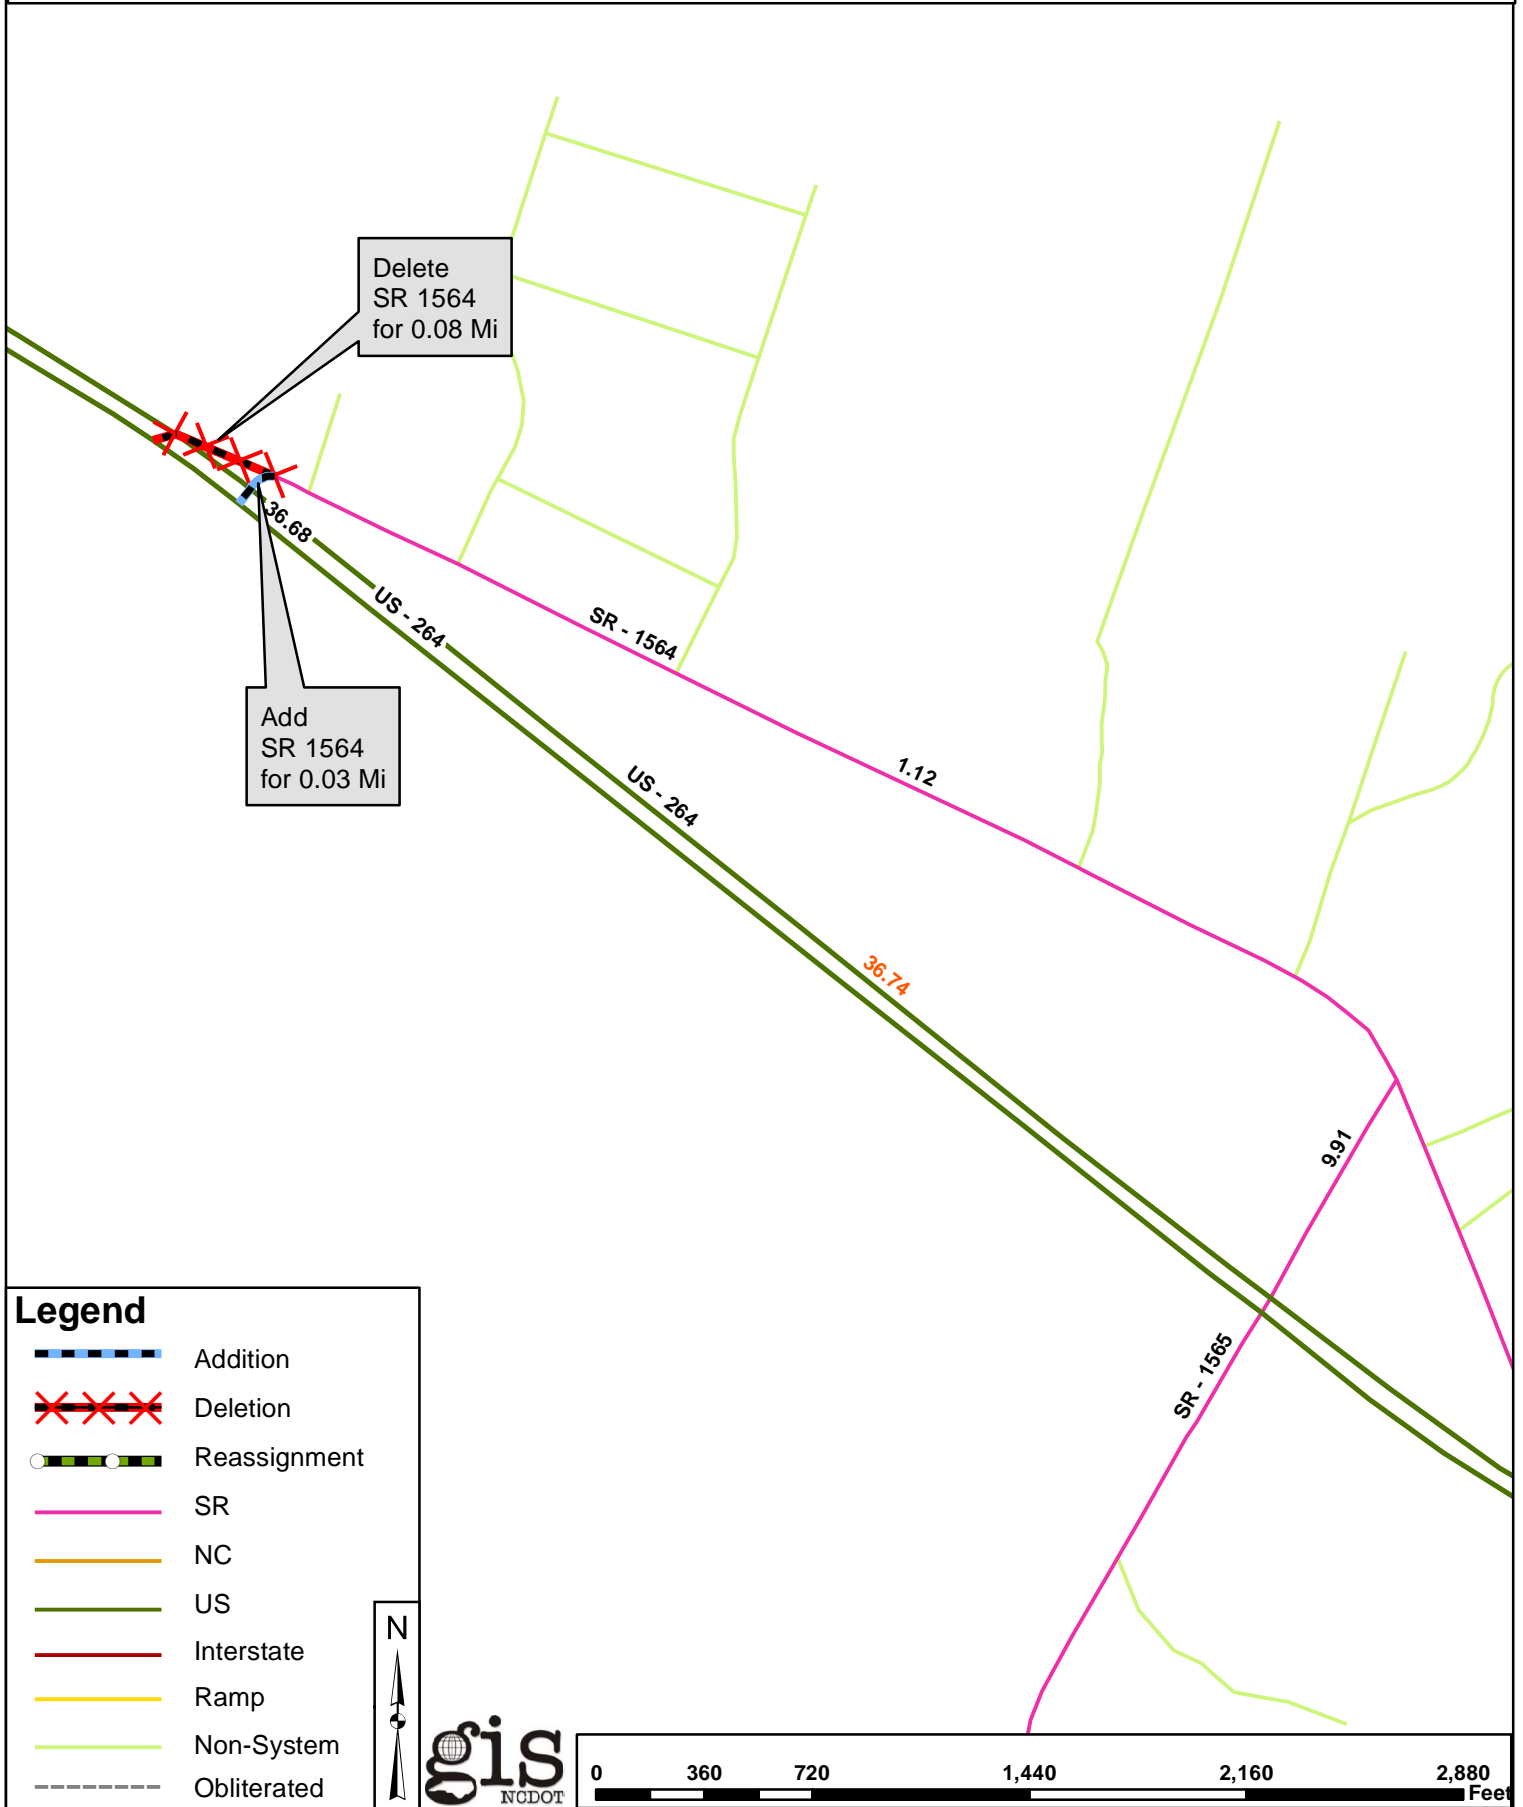 Delete
SR 1564
for 0.08 Mi
36.68
US - 264
SR - 1564
Add
SR 1564
for 0.03 Mi
US - 264
1.12
36.74
9.91
SR - 1565
Legend
Addition
Deletion
Reassignment
SR
NC
US
Interstate
Ramp
Non-System
Obliterated
N
gis
NCDOT
0 360 720 1,440 2,160 2,880
Feet